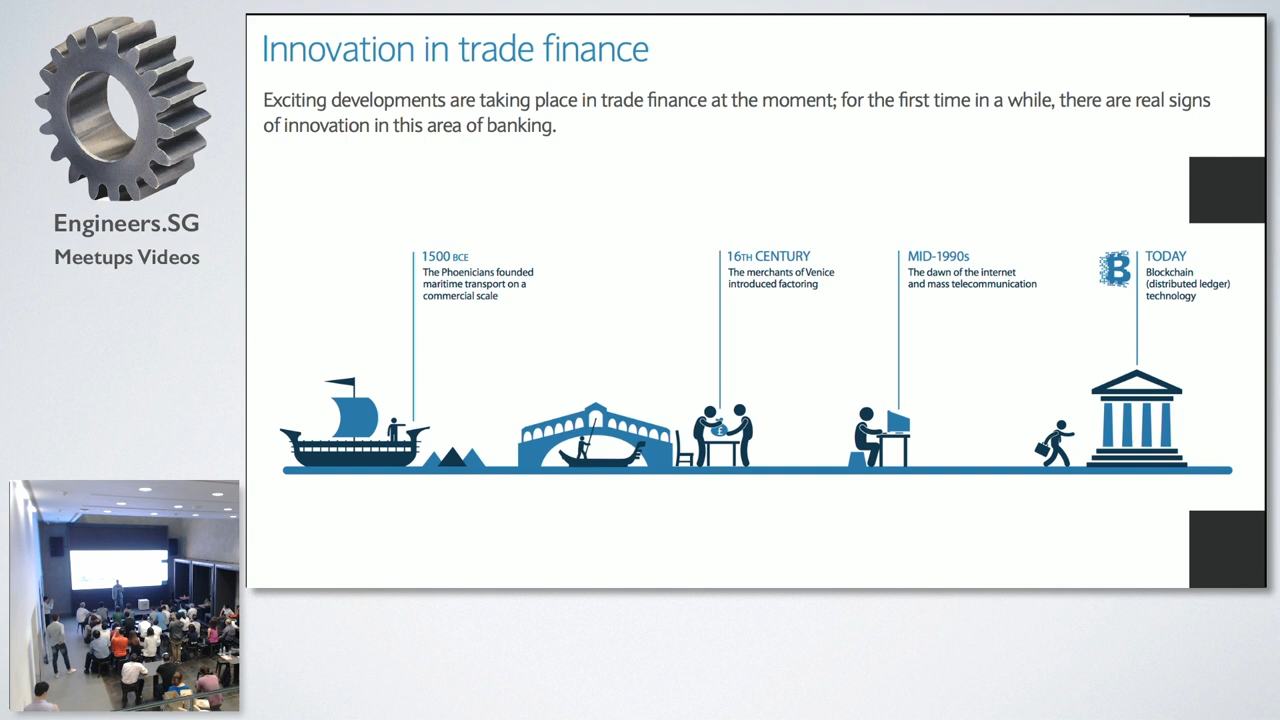 Engineers.SG
Meetups Videos
Innovation in trade finance
Exciting developments are taking place in trade finance at the moment; for the first time in a while, there are real signs
of innovation in this area of banking.
1500 BCE
The Phoenicians founded
maritime transport on a
commercial scale
16TH CENTURY
The merchants of Venice
introduced factoring
£
MID-1990s
The dawn of the internet
and mass telecommunication
B
TODAY
Blockchain
(distributed ledger)
technology